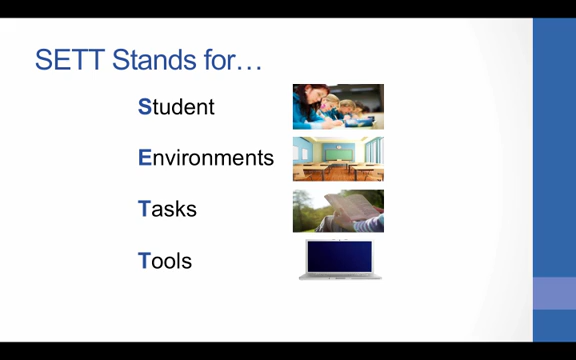 SETT Stands for…
Student
Environments
Tasks
Tools